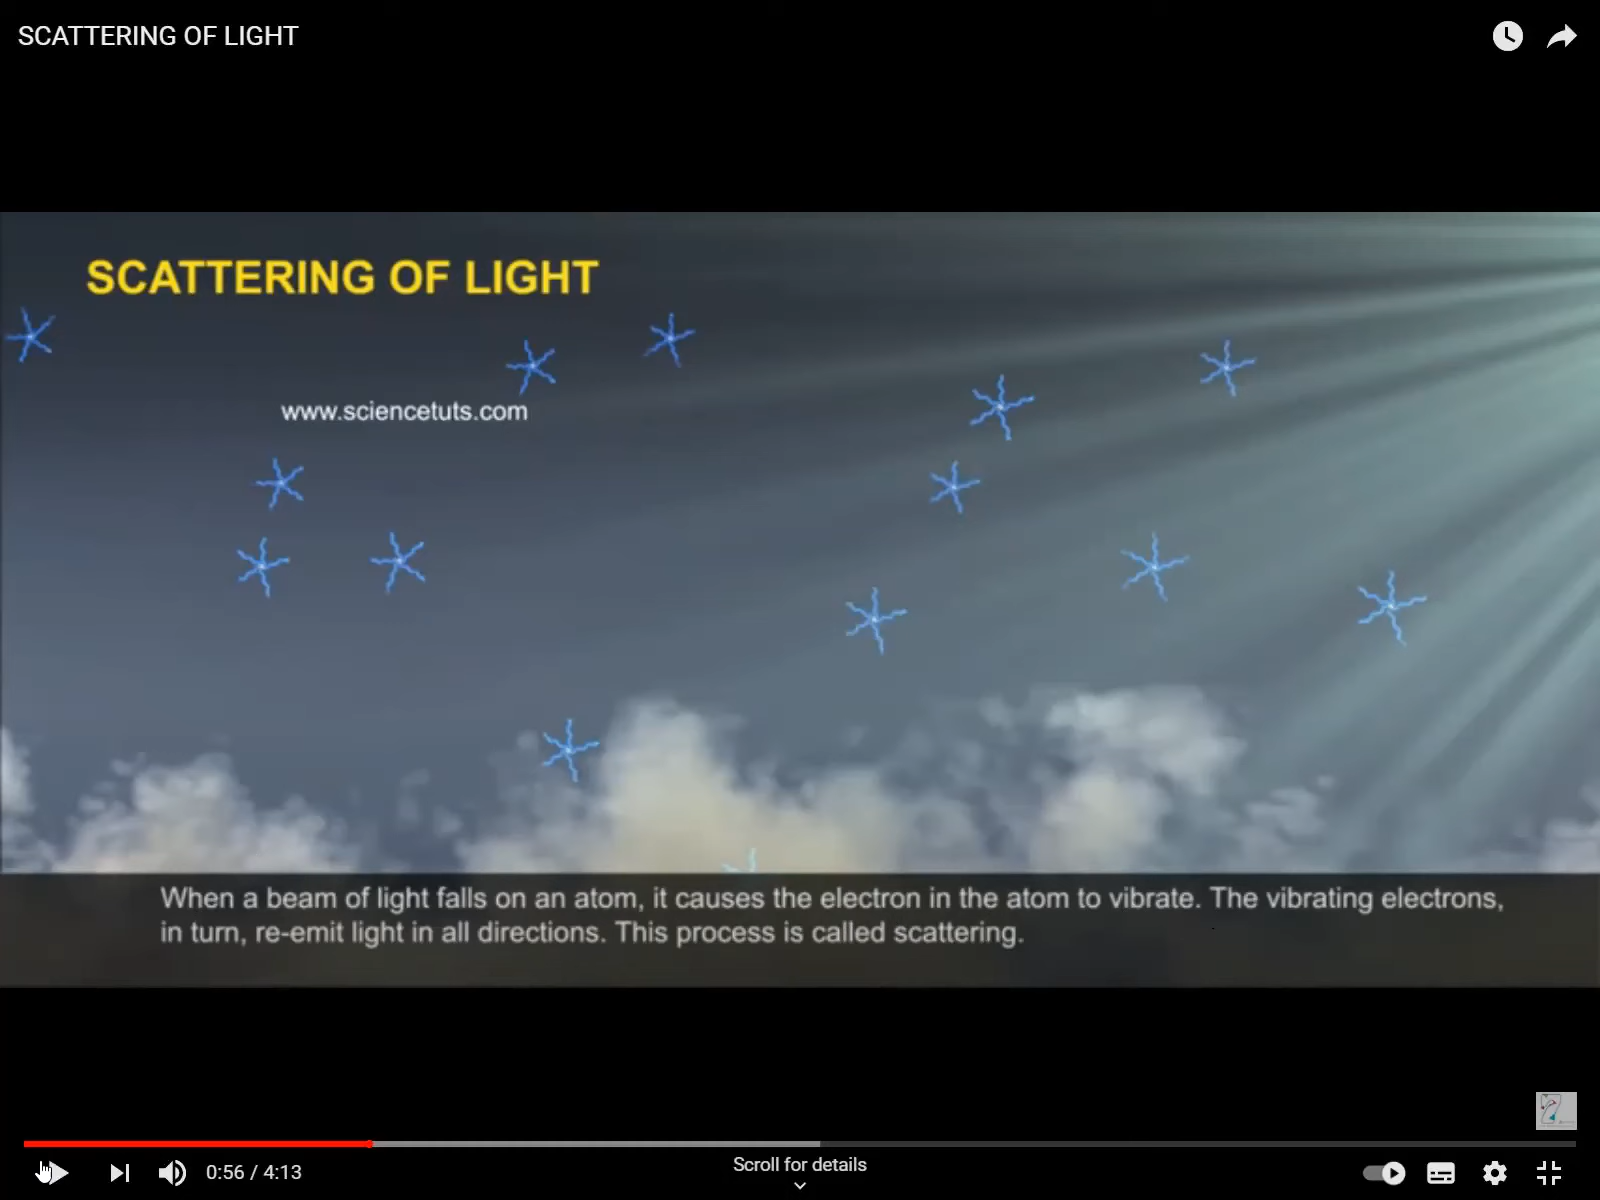 SCATTERING OF LIGHT
SCATTERING OF LIGHT
www.sciencetuts.com
When a beam of light falls on an atom, it causes the electron in the atom to vibrate. The vibrating electrons,
in turn, re-emit light in all directions. This process is called scattering.
Scroll for details
0:56 / 4:13